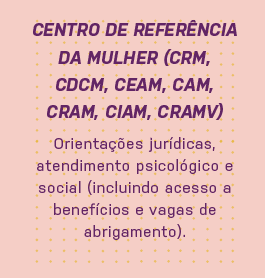 CENTRO DE REFERÊNCIA
DA MULHER (CRM,
CDCM, CEAM, CAM,
CRAM, CIAM, CRAMV)
Orientações jurídicas,
atendimento psicológico e
social (incluindo acesso a
benefícios e vagas de
abrigamento).